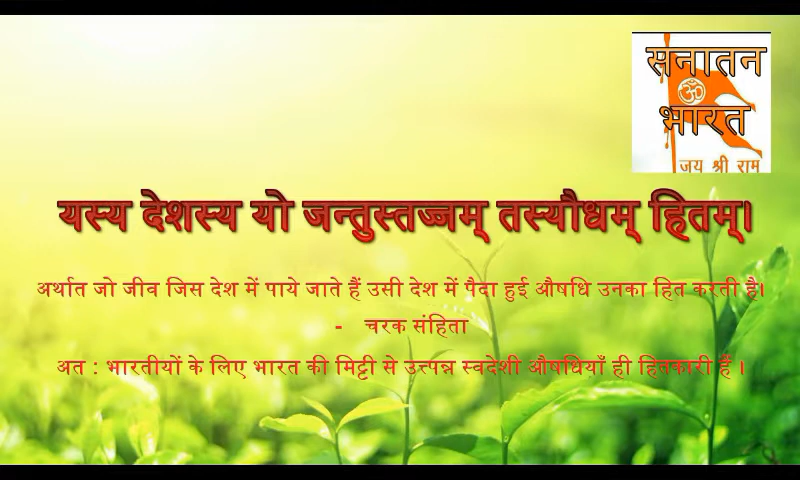 सनातन
भारत
जय श्री राम
यस्य देशस्य यो जन्तुस्तज्जम् तस्यौधम् हितम्।
अर्थात जो जीव जिस देश में पाये जाते हैं उसी देश में पैदा हुई औषधि उनका हित करती है।
- चरक संहिता
अत : भारतीयों के लिए भारत की मिट्टी से उत्त्पन्न स्वदेशी औषधियाँ ही हितकारी हैं ।